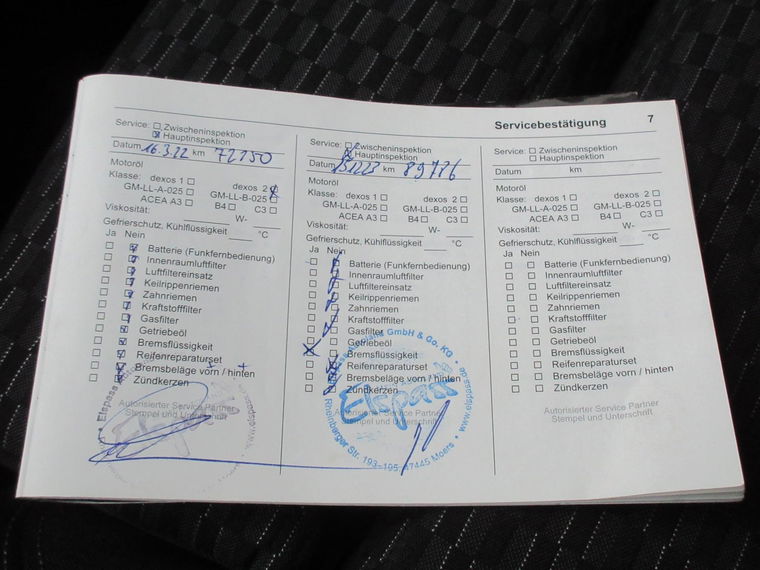 Servicebestätigung 7
Service: Zwischeninspektion
Hauptinspektion
Datum 16.3.22 km 72150
Motoröl
Klasse: dexos 1 dexos 2
GM-LL-A-025 GM-LL-B-025
ACEA A3 B4 C3
Viskosität: W-
Gefrierschutz, Kühlflüssigkeit °C
Ja Nein
Batterie (Funkfernbedienung)
Innenraumluftfilter
Luftfiltereinsatz
Keilrippenriemen
Zahnriemen
Kraftstofffilter
Gasfilter
Getriebeöl
Bremsflüssigkeit
Reifenreparaturset
Bremsbeläge vorn / hinten
Zündkerzen
Autorisierter Service Partner
Stempel und Unterschrift
Elspass
Service: Zwischeninspektion
Hauptinspektion
Datum km 89786
Motoröl
Klasse: dexos 1 dexos 2
GM-LL-A-025 GM-LL-B-025
ACEA A3 B4 C3
Viskosität: W-
Gefrierschutz, Kühlflüssigkeit °C
Ja Nein
Batterie (Funkfernbedienung)
Innenraumluftfilter
Luftfiltereinsatz
Keilrippenriemen
Zahnriemen
Kraftstofffilter
Gasfilter
Getriebeöl
Bremsflüssigkeit
Reifenreparaturset
Bremsbeläge vorn / hinten
Zündkerzen
Autorisierter Service Partner
Stempel und Unterschrift
GmbH & Co. KG
Elspass
Rheinberger Str. 193-195 47445 Moers
Service: Zwischeninspektion
Hauptinspektion
Datum km
Motoröl
Klasse: dexos 1 dexos 2
GM-LL-A-025 GM-LL-B-025
ACEA A3 B4 C3
Viskosität: W-
Gefrierschutz, Kühlflüssigkeit °C
Ja Nein
Batterie (Funkfernbedienung)
Innenraumluftfilter
Luftfiltereinsatz
Keilrippenriemen
Zahnriemen
Kraftstofffilter
Gasfilter
Getriebeöl
Bremsflüssigkeit
Reifenreparaturset
Bremsbeläge vorn / hinten
Zündkerzen
Autorisierter Service Partner
Stempel und Unterschrift